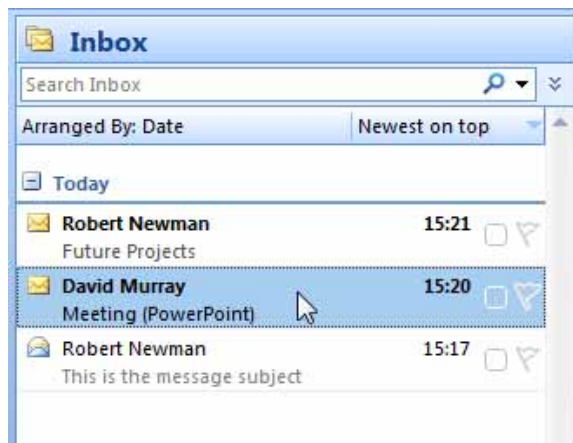 Inbox
Search Inbox
Arranged By: Date Newest on top
Today
Robert Newman 15:21
Future Projects
David Murray 15:20
Meeting (PowerPoint)
Robert Newman 15:17
This is the message subject